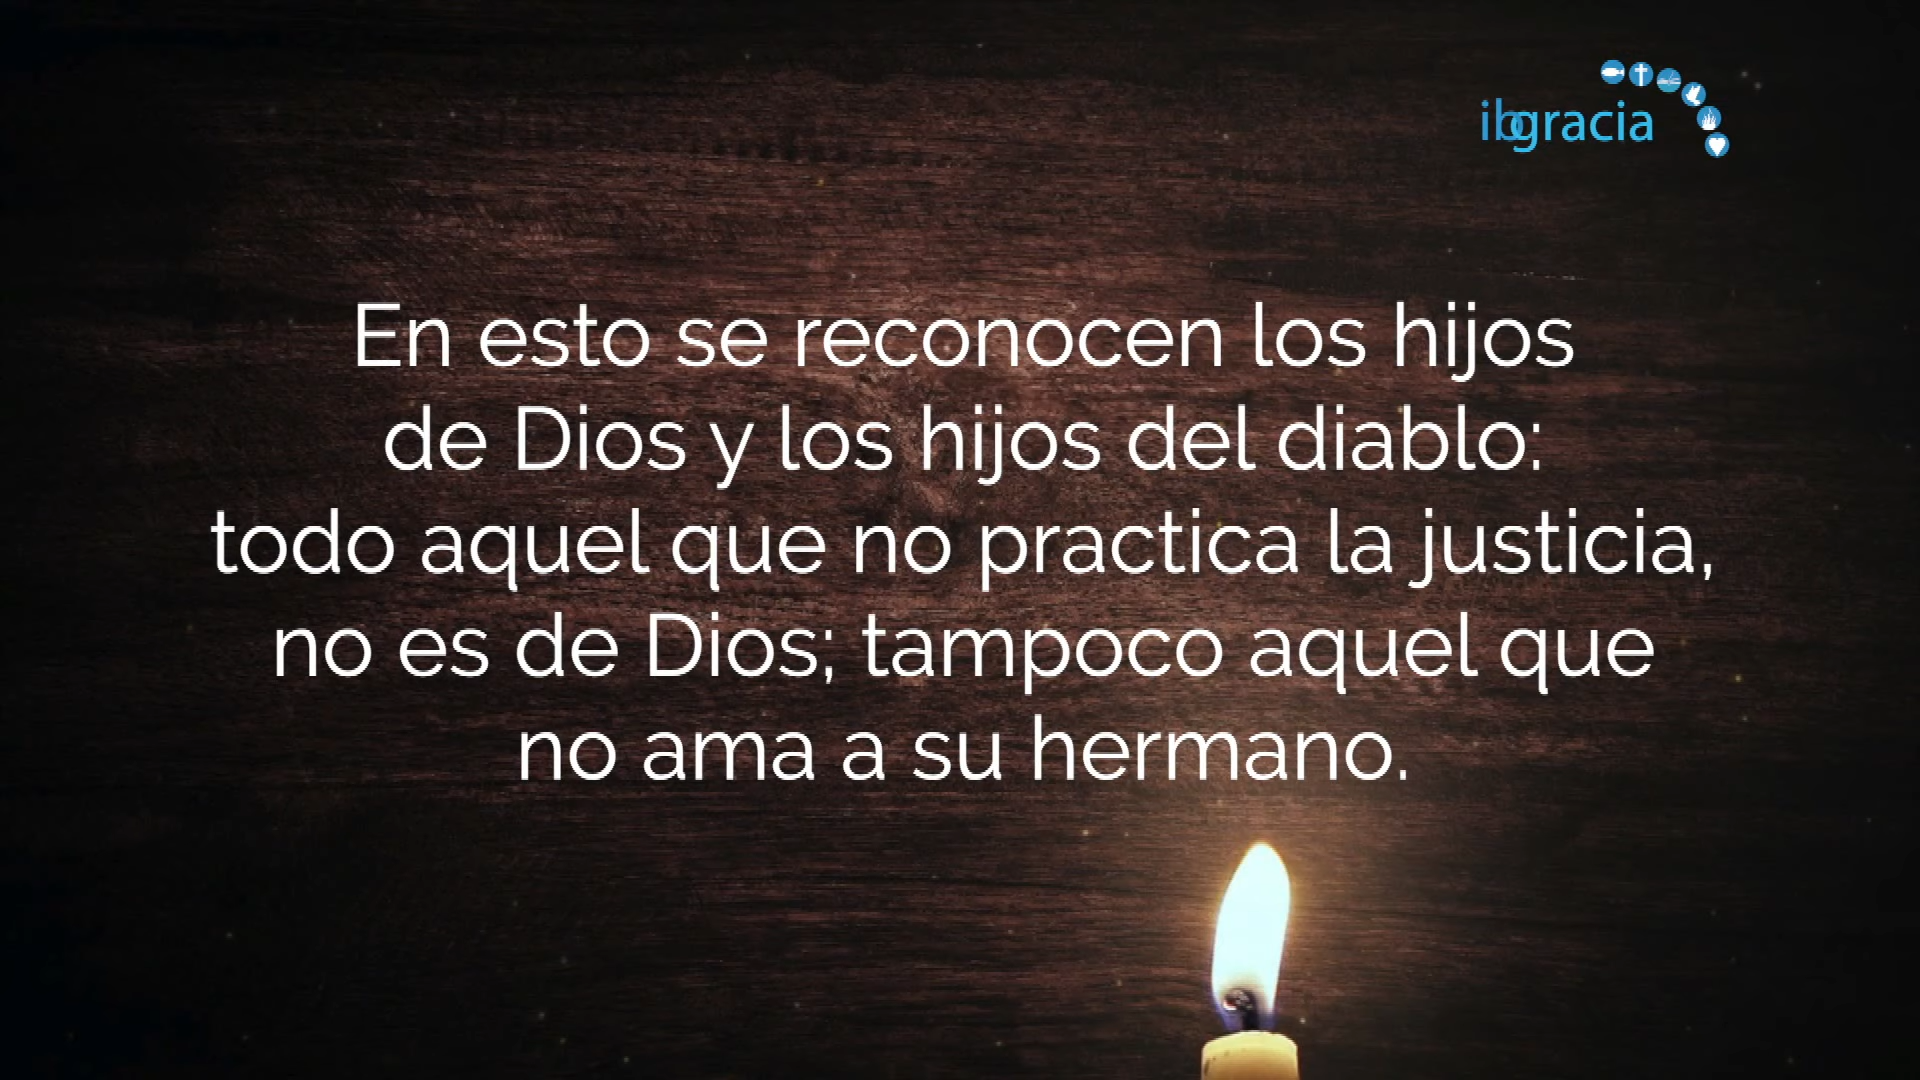 ibgracia
En esto se reconocen los hijos
de Dios y los hijos del diablo:
todo aquel que no practica la justicia,
no es de Dios; tampoco aquel que
no ama a su hermano.